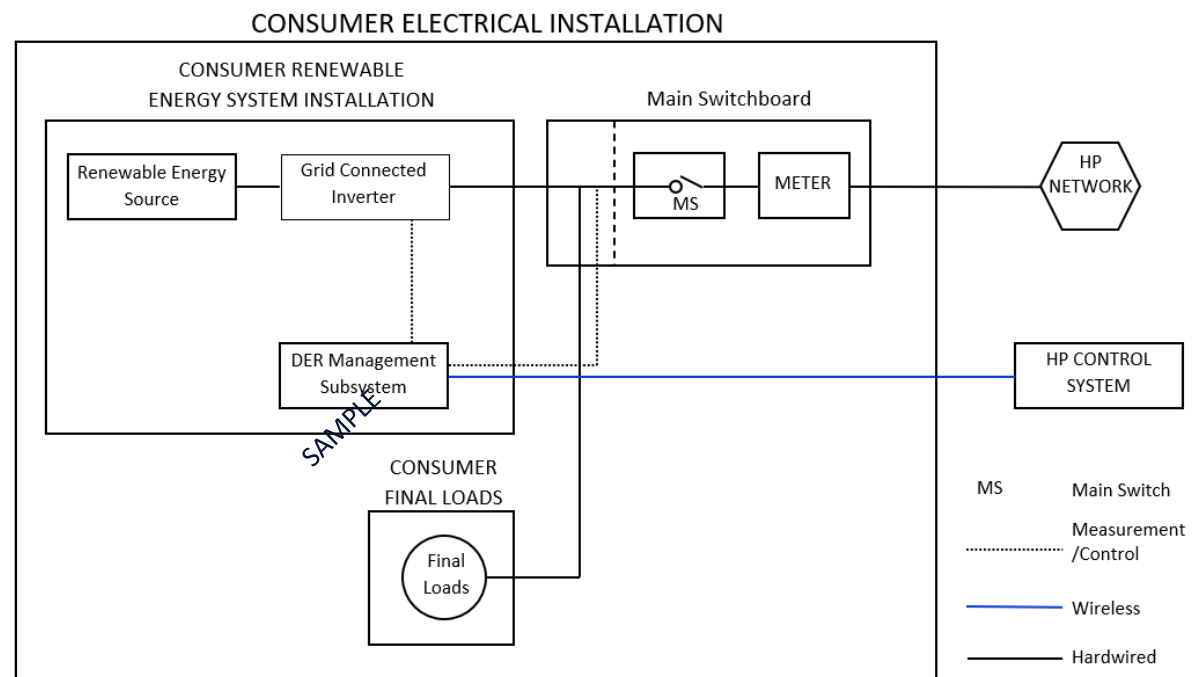 CONSUMER ELECTRICAL INSTALLATION
CONSUMER RENEWABLE
ENERGY SYSTEM INSTALLATION
Main Switchboard
Renewable Energy
Source
Grid Connected
Inverter
MS
METER
HP
NETWORK
DER Management
Subsystem
SAMPLE
HP CONTROL
SYSTEM
CONSUMER
FINAL LOADS
Final
Loads
MS
Main Switch
Measurement
/Control
Wireless
Hardwired